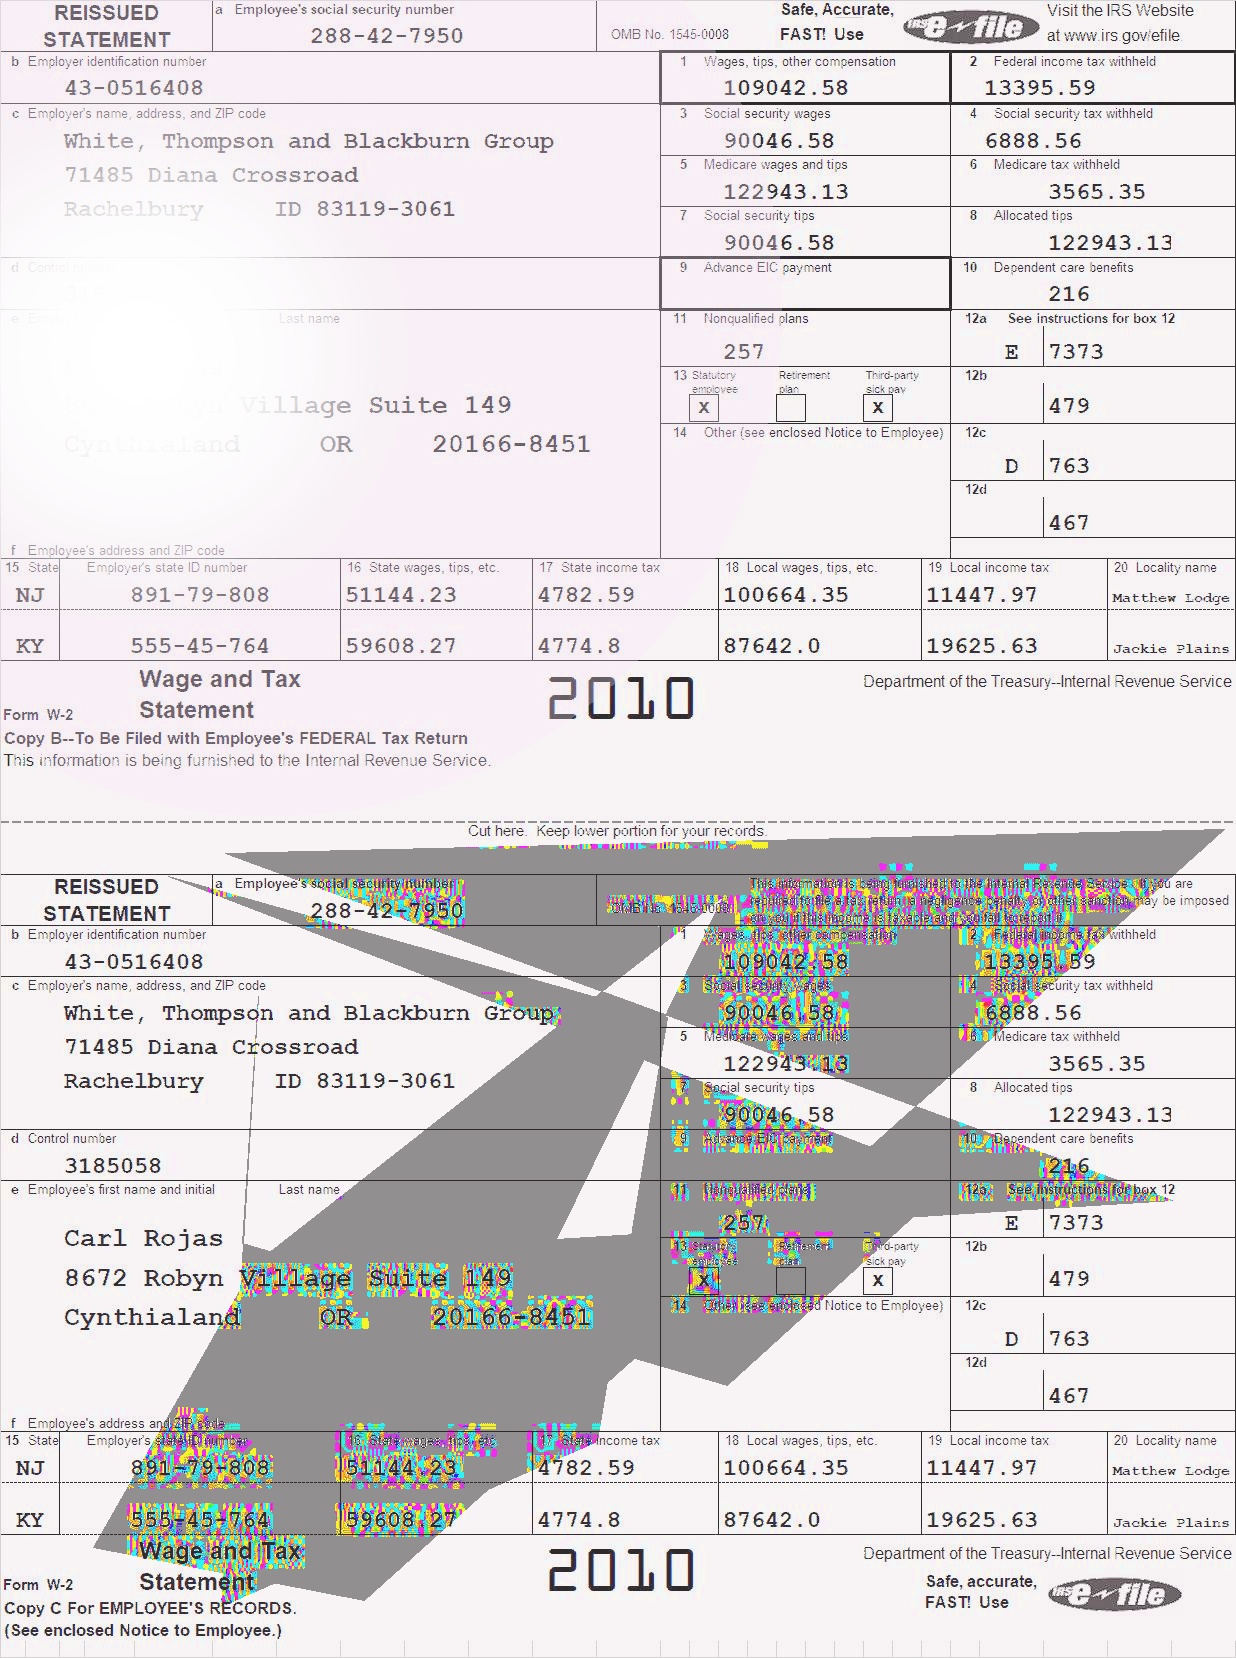 REISSUED STATEMENT
a Employee's social security number
288-42-7950
OMB No. 1545-0008
Safe, Accurate, FAST! Use
IRS e-file
Visit the IRS Website at www.irs.gov/efile
b Employer identification number
43-0516408
1 Wages, tips, other compensation
109042.58
2 Federal income tax withheld
13395.59
c Employer's name, address, and ZIP code
White, Thompson and Blackburn Group
71485 Diana Crossroad
Rachelbury ID 83119-3061
3 Social security wages
90046.58
4 Social security tax withheld
6888.56
5 Medicare wages and tips
122943.13
6 Medicare tax withheld
3565.35
7 Social security tips
90046.58
8 Allocated tips
122943.13
d Control
9 Advance EIC payment
10 Dependent care benefits
216
e
Last name
Village Suite 149
Cynthialand OR 20166-8451
11 Nonqualified plans
257
12a See instructions for box 12
E 7373
13 Statutory employee
X
Retirement plan
Third-party sick pay
X
12b
479
14 Other (see enclosed Notice to Employee)
12c
D 763
12d
467
f Employee's address and ZIP code
15 State Employer's state ID number 16 State wages, tips, etc. 17 State income tax 18 Local wages, tips, etc. 19 Local income tax 20 Locality name
NJ 891-79-808 51144.23 4782.59 100664.35 11447.97 Matthew Lodge
KY 555-45-764 59608.27 4774.8 87642.0 19625.63 Jackie Plains
Form W-2 Wage and Tax Statement
2010
Department of the Treasury--Internal Revenue Service
Copy B--To Be Filed with Employee's FEDERAL Tax Return
This information is being furnished to the Internal Revenue Service.
Cut here. Keep lower portion for your records.
REISSUED STATEMENT
a Employee's social security number
288-42-7950
OMB No. 1545-0008
This information is being furnished to the Internal Revenue Service. If you are
required to file a tax return, a negligence penalty or other sanction may be imposed
on you if this income is taxable and you fail to report it.
b Employer identification number
43-0516408
1 Wages, tips, other compensation
109042.58
2 Federal income tax withheld
13395.59
c Employer's name, address, and ZIP code
White, Thompson and Blackburn Group
71485 Diana Crossroad
Rachelbury ID 83119-3061
3 Social security wages
90046.58
4 Social security tax withheld
6888.56
5 Medicare wages and tips
122943.13
6 Medicare tax withheld
3565.35
7 Social security tips
90046.58
8 Allocated tips
122943.13
d Control number
3185058
9 Advance EIC payment
10 Dependent care benefits
216
e Employee's first name and initial Last name
Carl Rojas
8672 Robyn Village Suite 149
Cynthialand OR 20166-8451
11 Nonqualified plans
257
12a See instructions for box 12
E 7373
13 Statutory employee
X
Retirement plan
Third-party sick pay
X
12b
479
14 Other (see enclosed Notice to Employee)
12c
D 763
12d
467
f Employee's address and ZIP code
15 State Employer's state ID number 16 State wages, tips, etc. 17 State income tax 18 Local wages, tips, etc. 19 Local income tax 20 Locality name
NJ 891-79-808 51144.23 4782.59 100664.35 11447.97 Matthew Lodge
KY 555-45-764 59608.27 4774.8 87642.0 19625.63 Jackie Plains
Form W-2 Wage and Tax Statement
2010
Department of the Treasury--Internal Revenue Service
Safe, accurate, FAST! Use
IRS e-file
Copy C For EMPLOYEE'S RECORDS.
(See enclosed Notice to Employee.)